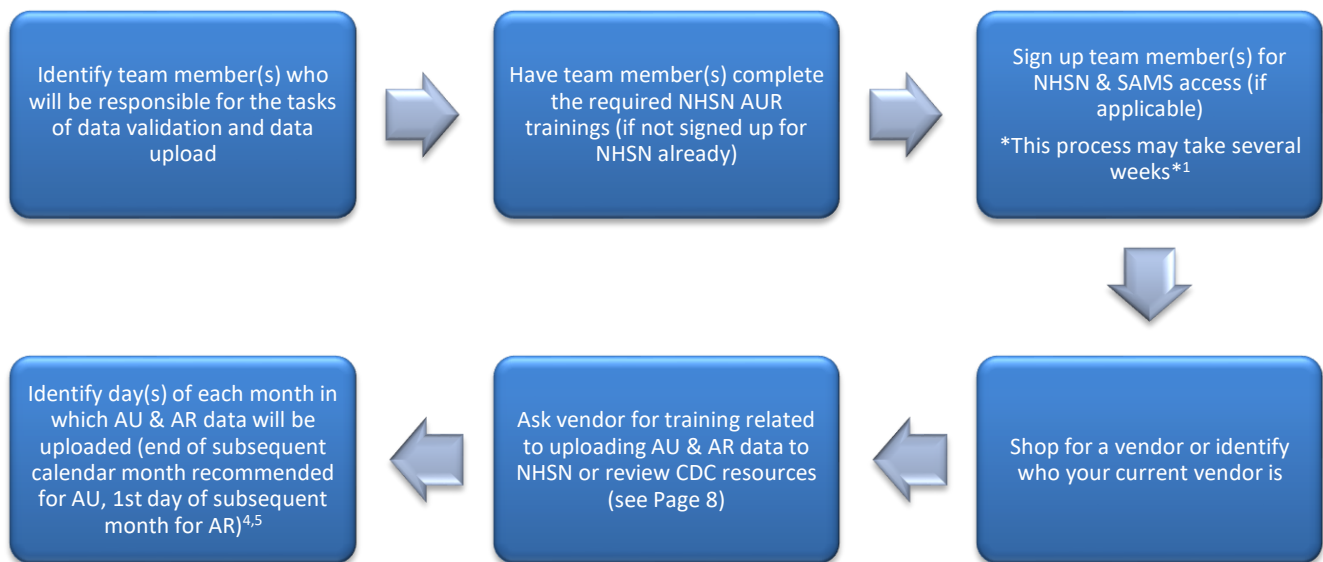 Identify team member(s) who
will be responsible for the tasks
of data validation and data
upload
Have team member(s) complete
the required NHSN AUR
trainings (if not signed up for
NHSN already)
Sign up team member(s) for
NHSN & SAMS access (if
applicable)
*This process may take several
weeks*1
Shop for a vendor or identify
who your current vendor is
Ask vendor for training related
to uploading AU & AR data to
NHSN or review CDC resources
(see Page 8)
Identify day(s) of each month in
which AU & AR data will be
uploaded (end of subsequent
calendar month recommended
for AU, 1st day of subsequent
month for AR)4,5